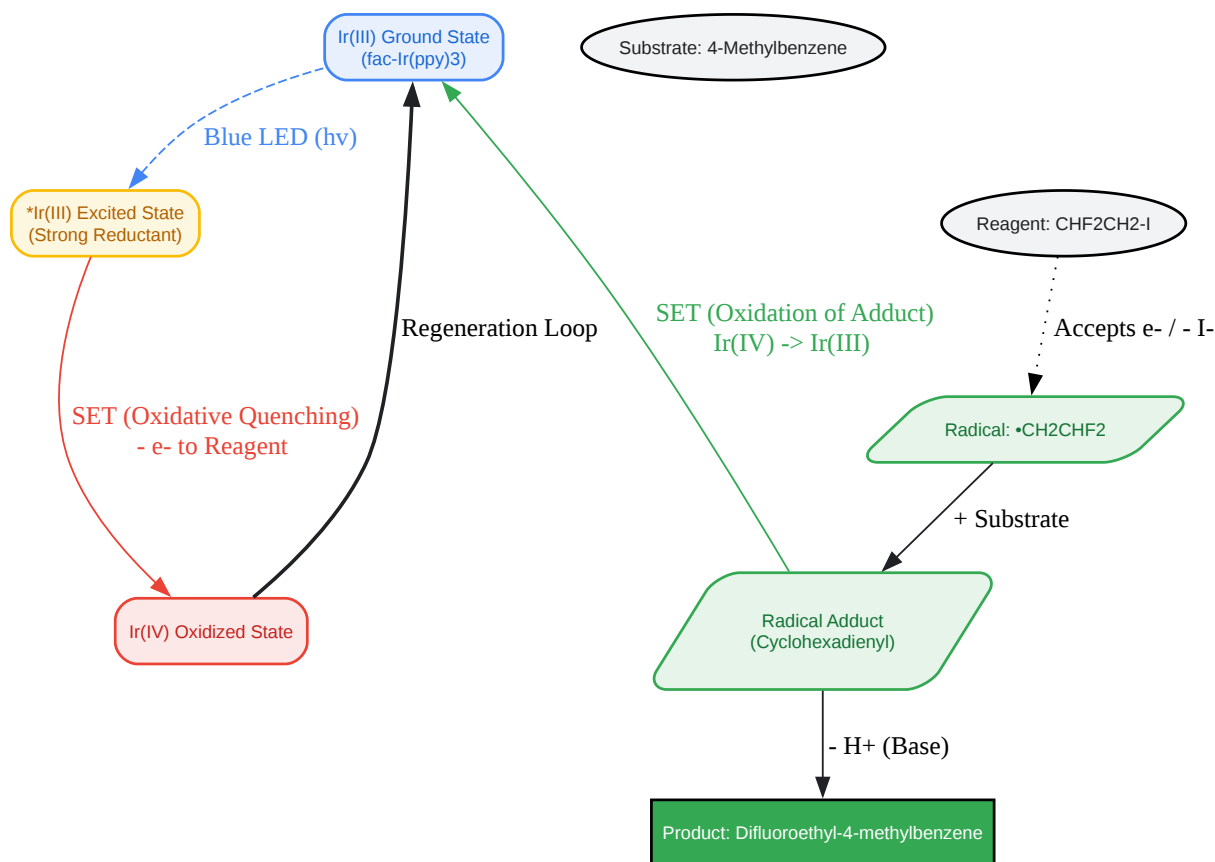 Ir(III) Ground State
(fac-Ir(ppy)3)
Substrate: 4-Methylbenzene
Blue LED (hv)
*Ir(III) Excited State
(Strong Reductant)
Reagent: CHF2CH2-I
Regeneration Loop
SET (Oxidation of Adduct)
Ir(IV) -> Ir(III)
Accepts e- / - I-
SET (Oxidative Quenching)
- e- to Reagent
Radical: •CH2CHF2
+ Substrate
Ir(IV) Oxidized State
Radical Adduct
(Cyclohexadienyl)
- H+ (Base)
Product: Difluoroethyl-4-methylbenzene